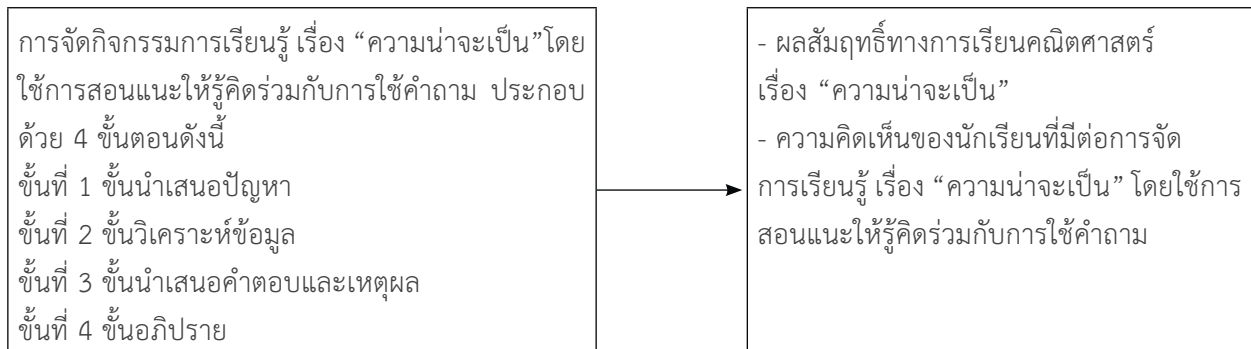 การจัดกิจกรรมการเรียนรู้ เรื่อง “ความน่าจะเป็น”โดย
ใช้การสอนแนะให้รู้คิดร่วมกับการใช้คำถาม ประกอบ
ด้วย 4 ขั้นตอนดังนี้
ขั้นที่ 1 ขั้นนำเสนอปัญหา
ขั้นที่ 2 ขั้นวิเคราะห์ข้อมูล
ขั้นที่ 3 ขั้นนำเสนอคำตอบและเหตุผล
ขั้นที่ 4 ขั้นอภิปราย
- ผลสัมฤทธิ์ทางการเรียนคณิตศาสตร์
เรื่อง “ความน่าจะเป็น”
- ความคิดเห็นของนักเรียนที่มีต่อการจัด
การเรียนรู้ เรื่อง “ความน่าจะเป็น” โดยใช้การ
สอนแนะให้รู้คิดร่วมกับการใช้คำถาม